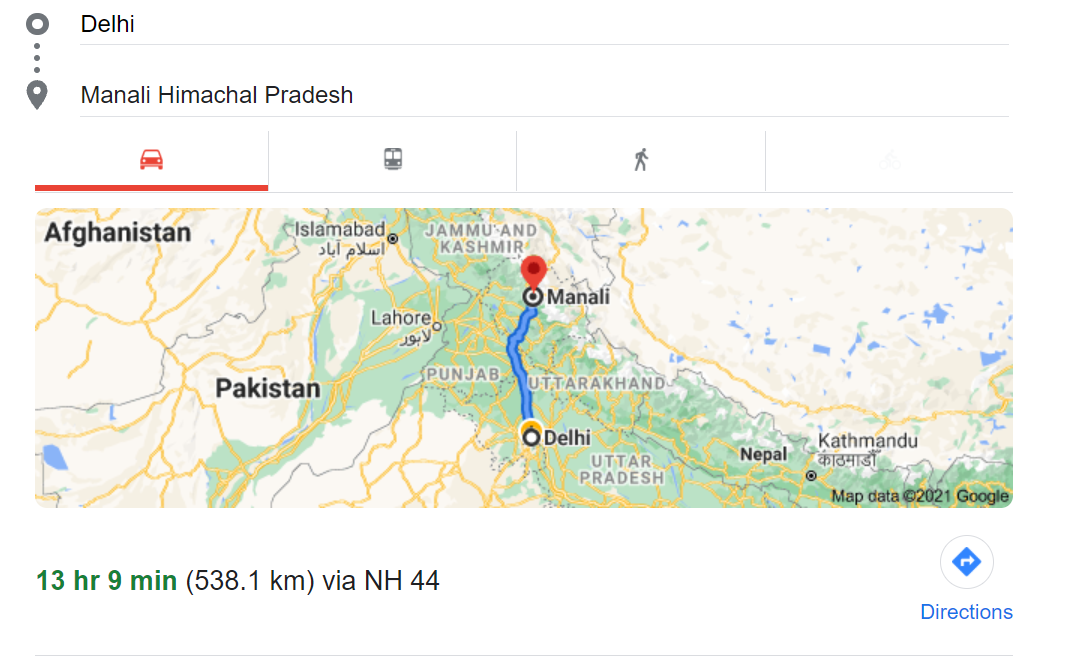 Delhi
Manali Himachal Pradesh
Afghanistan
Islamabad
اسلام آباد
JAMMU AND
KASHMIR
Manali
Lahore
لاہور
PUNJAB
Pakistan
UTTARAKHAND
Delhi
UTTAR
PRADESH
Nepal
Kathmandu
काठमाडौँ
Map data ©2021 Google
13 hr 9 min (538.1 km) via NH 44
Directions